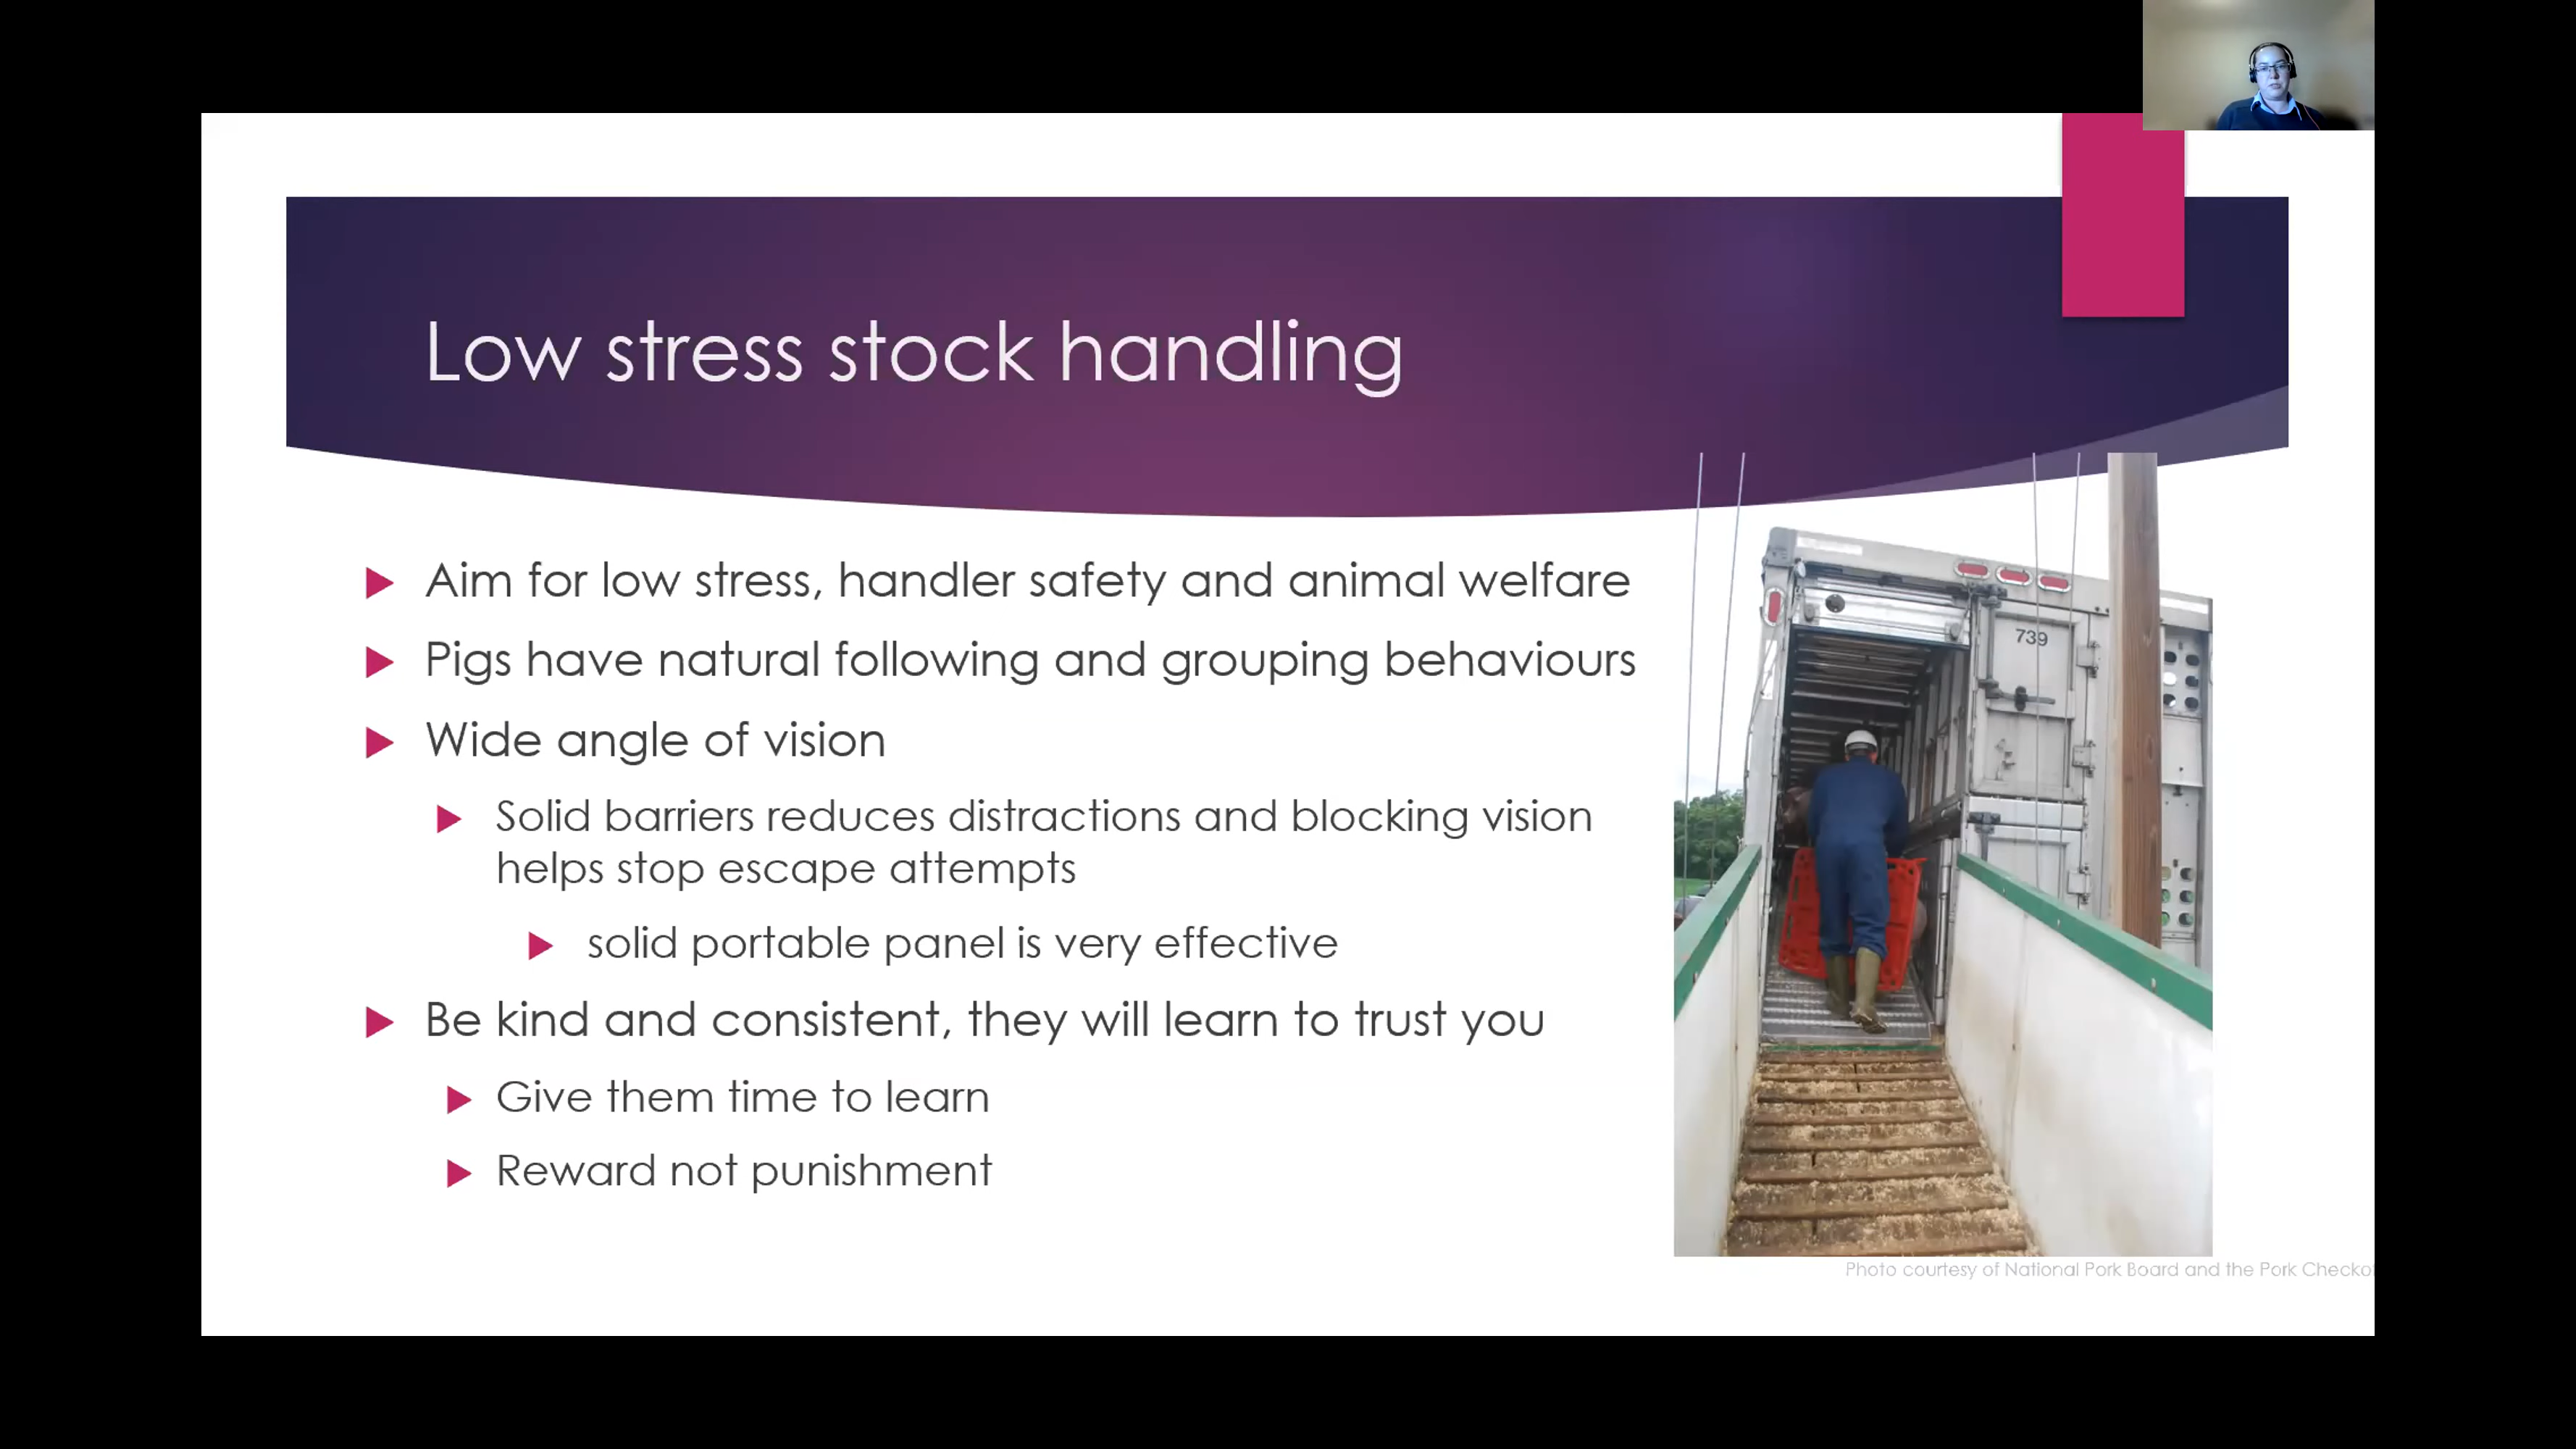 Low stress stock handling
Aim for low stress, handler safety and animal welfare
Pigs have natural following and grouping behaviours
Wide angle of vision
Solid barriers reduces distractions and blocking vision
helps stop escape attempts
solid portable panel is very effective
Be kind and consistent, they will learn to trust you
Give them time to learn
Reward not punishment
739
Photo courtesy of National Pork Board and the Pork